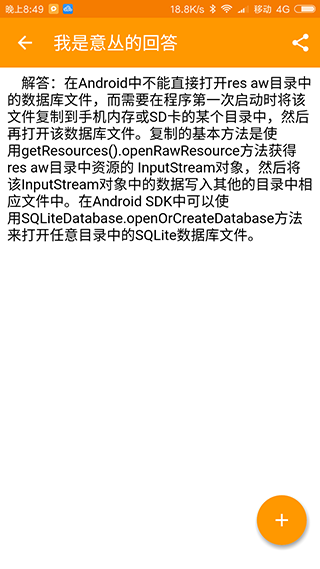 晚上8:49
18.8K/s
移动 4G
我是意丛的回答
解答：在Android中不能直接打开res aw目录中
的数据库文件，而需要在程序第一次启动时将该
文件复制到手机内存或SD卡的某个目录中，然后
再打开该数据库文件。复制的基本方法是使
用getResources().openRawResource方法获得
res aw目录中资源的 InputStream对象，然后将
该InputStream对象中的数据写入其他的目录中相
应文件中。在Android SDK中可以使
用SQLiteDatabase.openOrCreateDatabase方法
来打开任意目录中的SQLite数据库文件。